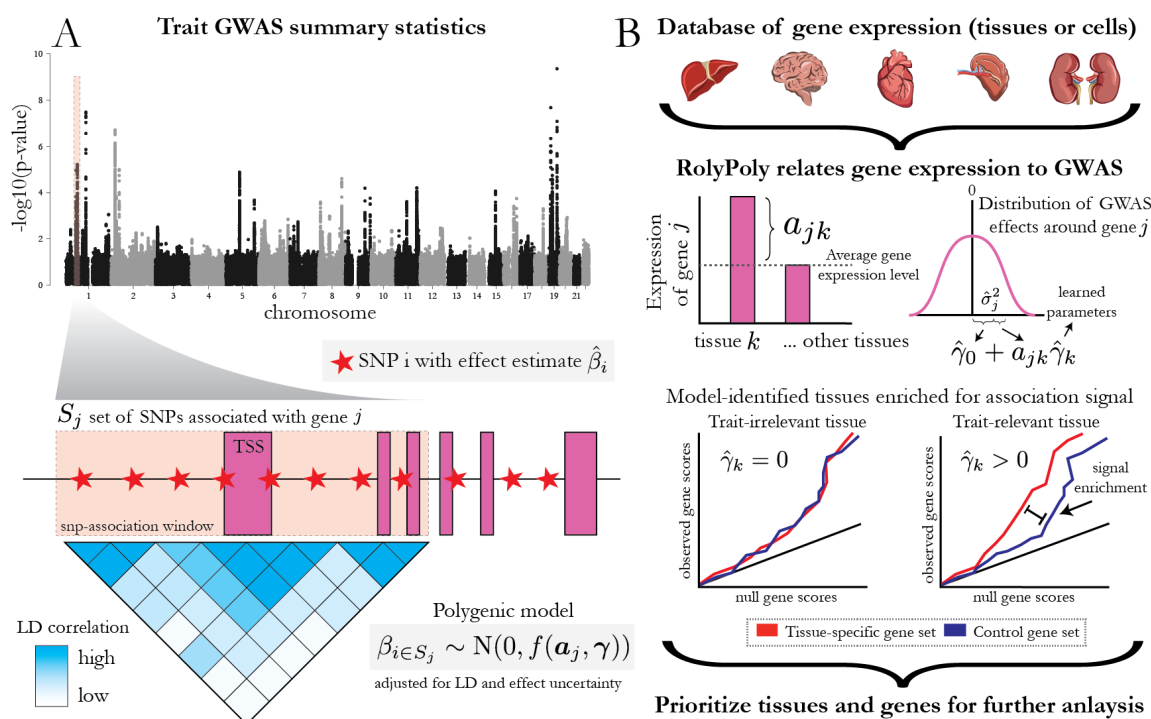 A
Trait GWAS summary statistics
-log10(p-value)
10
8
6
4
2
0
1 2 3 4 5 6 7 8 9 10 11 12 13 14 15 17 19 21
chromosome
SNP i with effect estimate β̂ᵢ
Sⱼ set of SNPs associated with gene j
TSS
snp-association window
LD correlation
high
low
Polygenic model
β_{i∈Sⱼ} ~ N(0, f(aⱼ, γ))
adjusted for LD and effect uncertainty
B
Database of gene expression (tissues or cells)
RolyPoly relates gene expression to GWAS
Expression
of gene j
aⱼₖ
Average gene
expression level
tissue k ... other tissues
0
Distribution of GWAS
effects around gene j
σ̂ⱼ²
learned
parameters
γ̂₀ + aⱼₖγ̂ₖ
Model-identified tissues enriched for association signal
Trait-irrelevant tissue
γ̂ₖ = 0
observed gene scores
null gene scores
Trait-relevant tissue
γ̂ₖ > 0
signal
enrichment
observed gene scores
null gene scores
Tissue-specific gene set Control gene set
Prioritize tissues and genes for further anlaysis